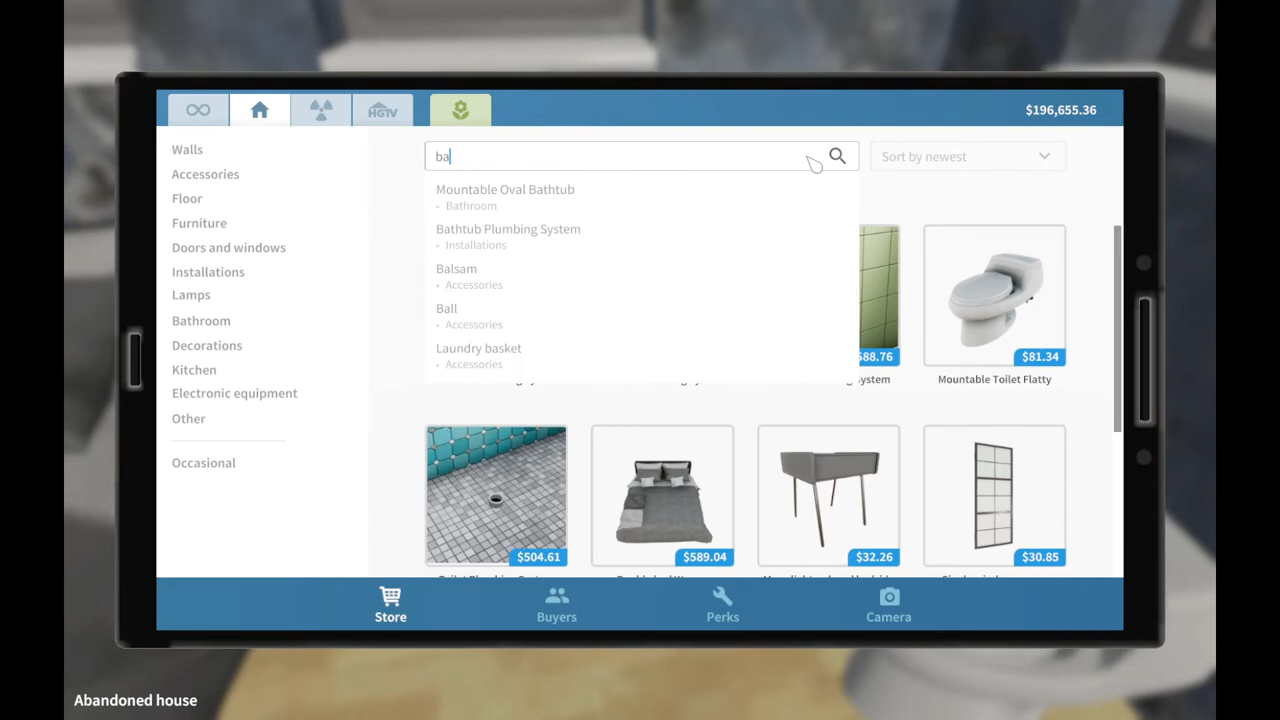 HGTV
$196,655.36
Walls
Accessories
Floor
Furniture
Doors and windows
Installations
Lamps
Bathroom
Decorations
Kitchen
Electronic equipment
Other
Occasional
ba
Sort by newest
Mountable Oval Bathtub
• Bathroom
Bathtub Plumbing System
• Installations
Balsam
• Accessories
Ball
• Accessories
Laundry basket
• Accessories
$81.34
Mountable Toilet Flatty
$504.61
$589.04
$32.26
$30.85
Store
Buyers
Perks
Camera
Abandoned house